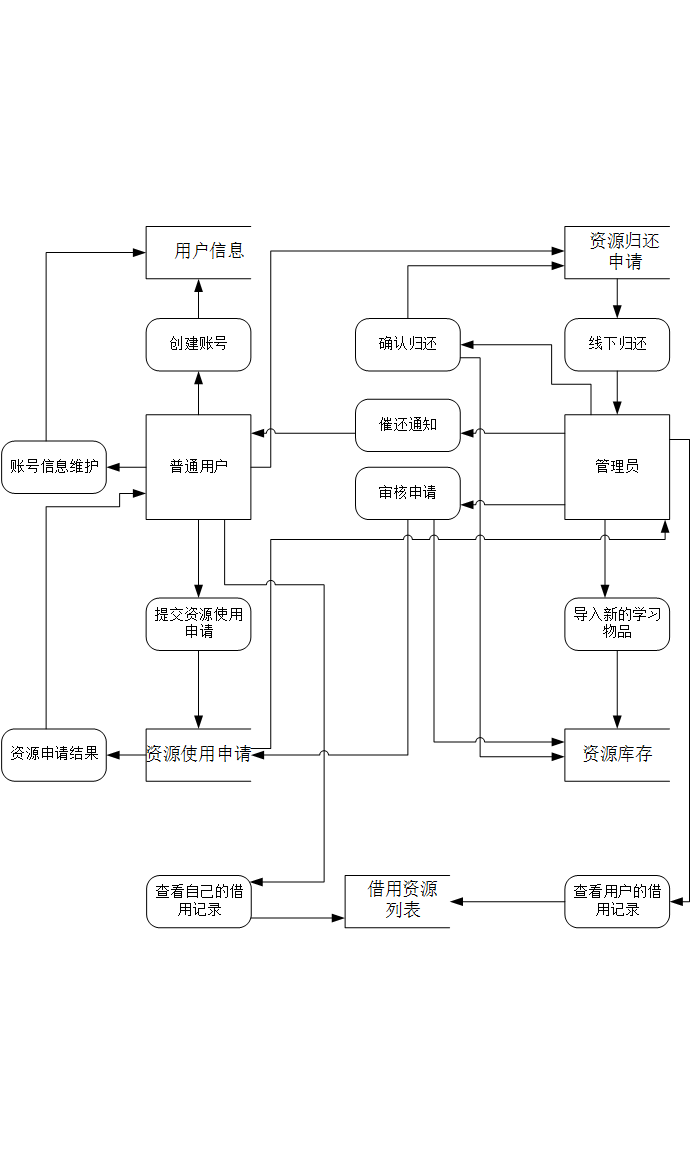 用户信息
资源归还
申请
创建账号
确认归还
线下归还
催还通知
账号信息维护
普通用户
管理员
审核申请
提交资源使用
申请
导入新的学习
物品
资源申请结果
资源使用申请
资源库存
查看自己的借
用记录
借用资源
列表
查看用户的借
用记录